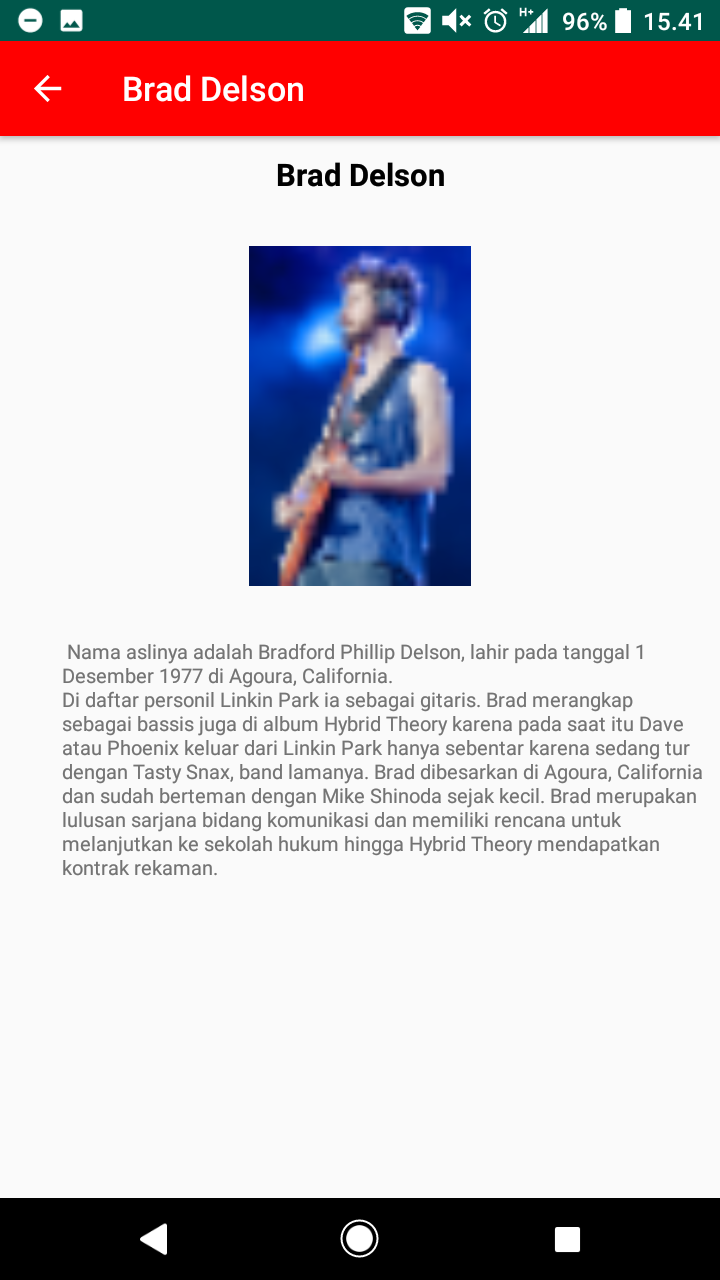 H+ 96% 15.41
Brad Delson
Brad Delson
Nama aslinya adalah Bradford Phillip Delson, lahir pada tanggal 1
Desember 1977 di Agoura, California.
Di daftar personil Linkin Park ia sebagai gitaris. Brad merangkap
sebagai bassis juga di album Hybrid Theory karena pada saat itu Dave
atau Phoenix keluar dari Linkin Park hanya sebentar karena sedang tur
dengan Tasty Snax, band lamanya. Brad dibesarkan di Agoura, California
dan sudah berteman dengan Mike Shinoda sejak kecil. Brad merupakan
lulusan sarjana bidang komunikasi dan memiliki rencana untuk
melanjutkan ke sekolah hukum hingga Hybrid Theory mendapatkan
kontrak rekaman.